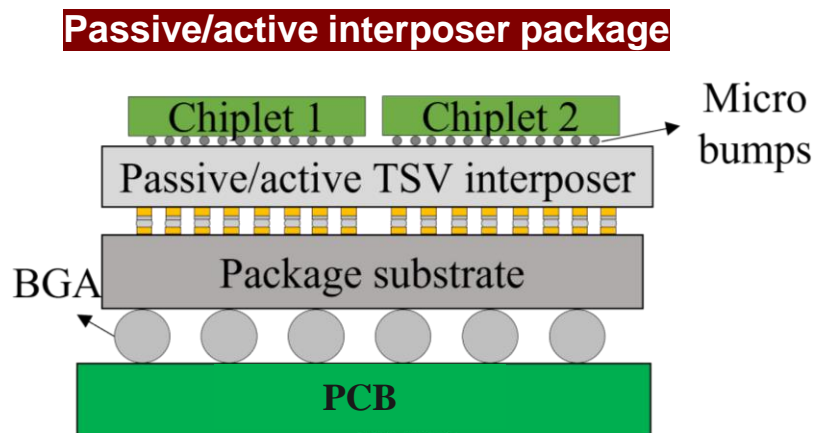 Passive/active interposer package
Chiplet 1
Chiplet 2
Micro
bumps
Passive/active TSV interposer
Package substrate
BGA
PCB